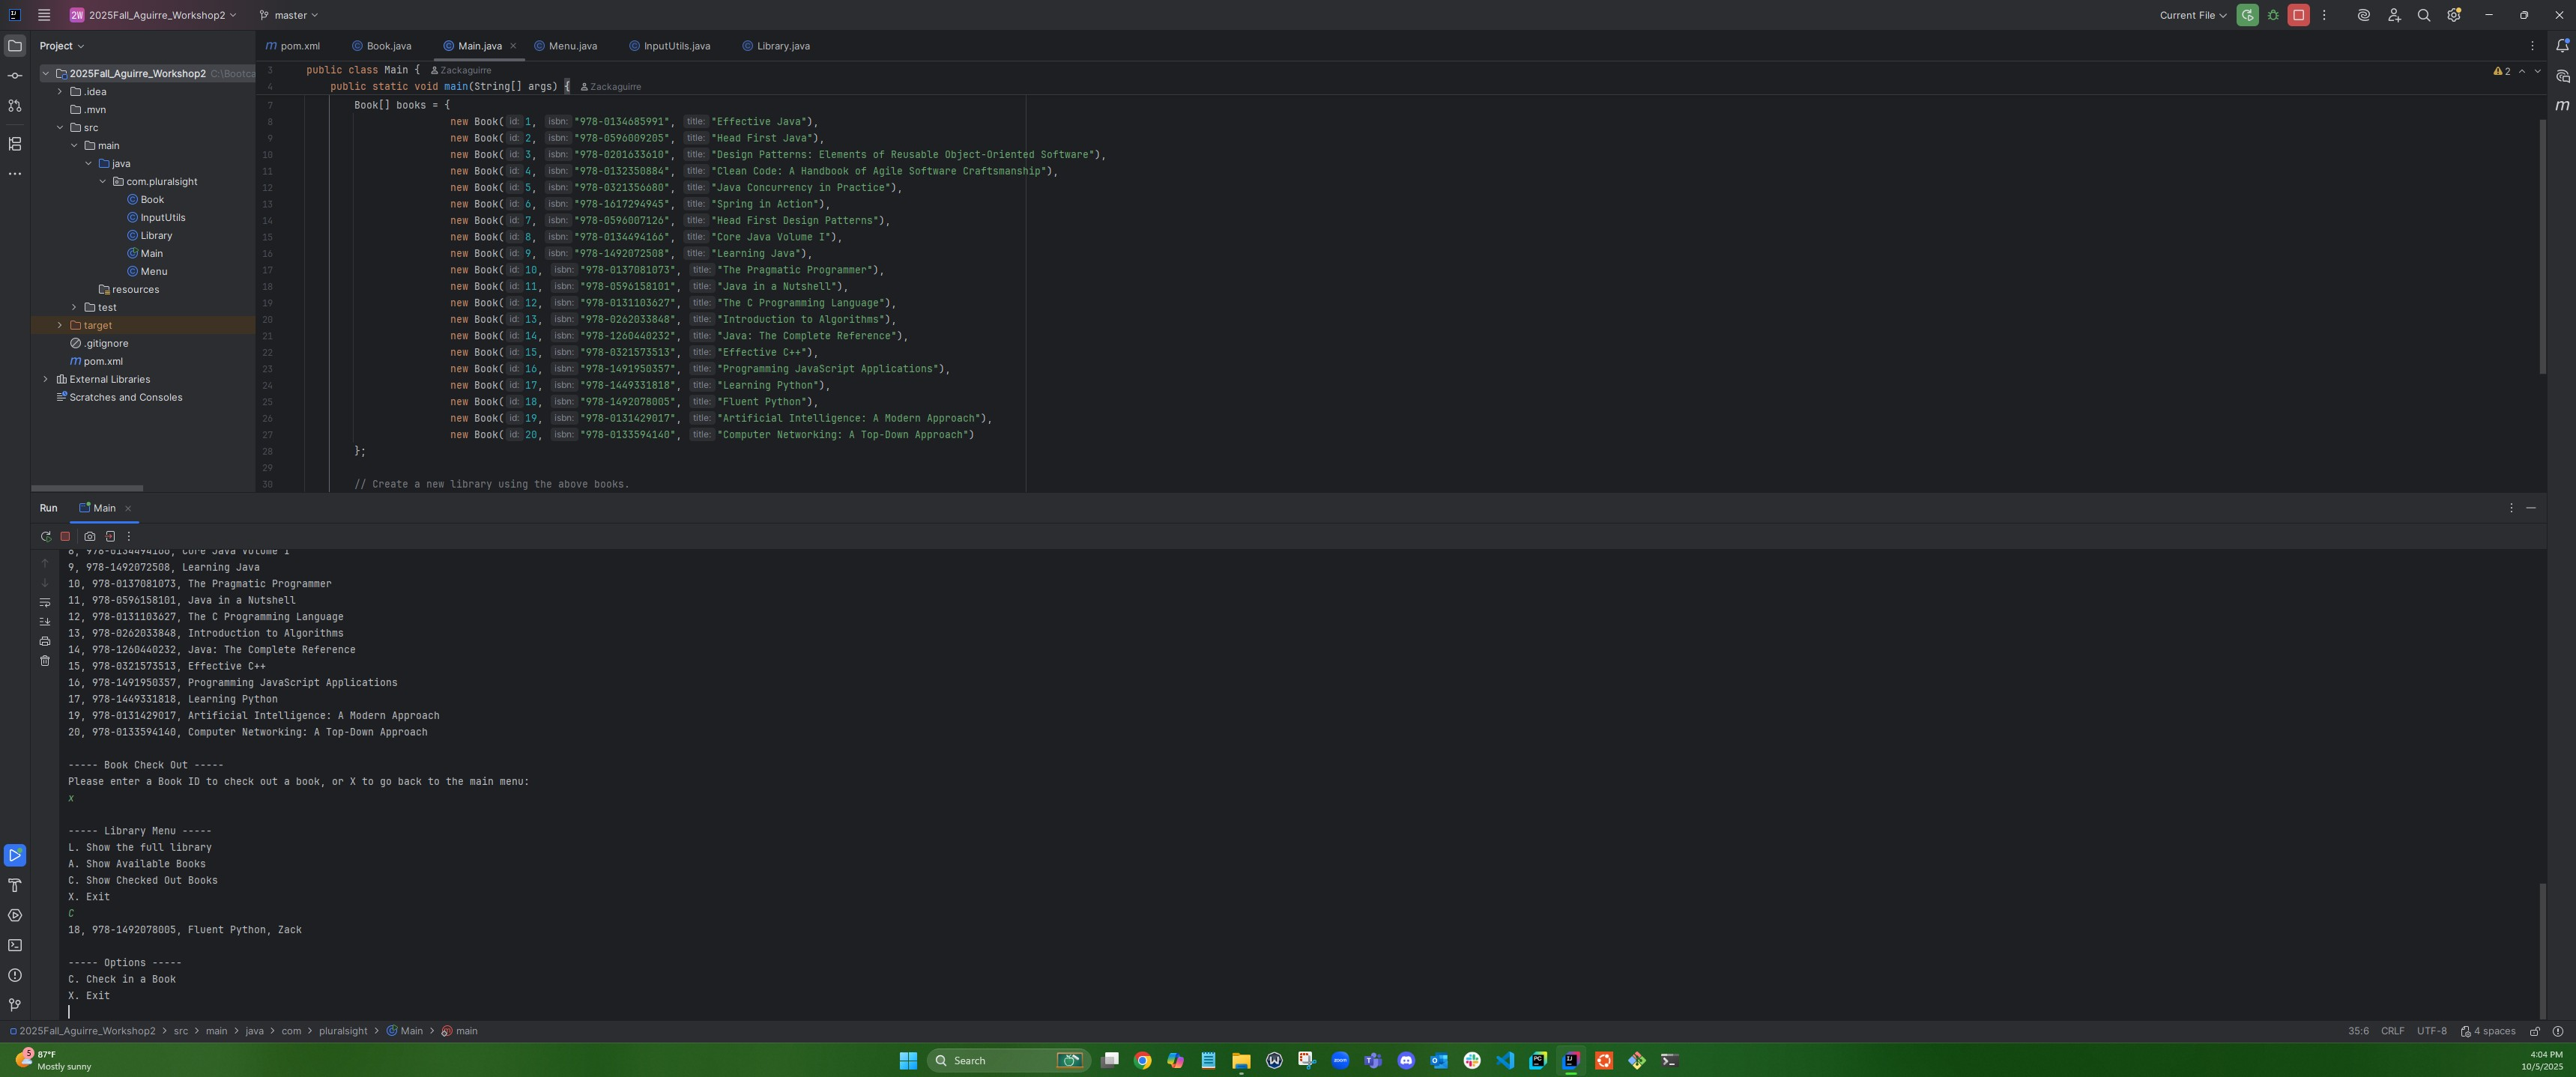 2W 2025Fall_Aguirre_Workshop2 master Current File
Project
pom.xml Book.java Main.java Menu.java InputUtils.java Library.java
2025Fall_Aguirre_Workshop2 C:\Bootca
.idea
.mvn
src
main
java
com.pluralsight
Book
InputUtils
Library
Main
Menu
resources
test
target
.gitignore
pom.xml
External Libraries
Scratches and Consoles
3 public class Main { Zackaguirre
4 public static void main(String[] args) { Zackaguirre
2
7 Book[] books = {
8 new Book( id: 1, isbn: "978-0134685991", title: "Effective Java"),
9 new Book( id: 2, isbn: "978-0596009205", title: "Head First Java"),
10 new Book( id: 3, isbn: "978-0201633610", title: "Design Patterns: Elements of Reusable Object-Oriented Software"),
11 new Book( id: 4, isbn: "978-0132350884", title: "Clean Code: A Handbook of Agile Software Craftsmanship"),
12 new Book( id: 5, isbn: "978-0321356680", title: "Java Concurrency in Practice"),
13 new Book( id: 6, isbn: "978-1617294945", title: "Spring in Action"),
14 new Book( id: 7, isbn: "978-0596007126", title: "Head First Design Patterns"),
15 new Book( id: 8, isbn: "978-0134494166", title: "Core Java Volume I"),
16 new Book( id: 9, isbn: "978-1492072508", title: "Learning Java"),
17 new Book( id: 10, isbn: "978-0137081073", title: "The Pragmatic Programmer"),
18 new Book( id: 11, isbn: "978-0596158101", title: "Java in a Nutshell"),
19 new Book( id: 12, isbn: "978-0131103627", title: "The C Programming Language"),
20 new Book( id: 13, isbn: "978-0262033848", title: "Introduction to Algorithms"),
21 new Book( id: 14, isbn: "978-1260440232", title: "Java: The Complete Reference"),
22 new Book( id: 15, isbn: "978-0321573513", title: "Effective C++"),
23 new Book( id: 16, isbn: "978-1491950357", title: "Programming JavaScript Applications"),
24 new Book( id: 17, isbn: "978-1449331818", title: "Learning Python"),
25 new Book( id: 18, isbn: "978-1492078005", title: "Fluent Python"),
26 new Book( id: 19, isbn: "978-0131429017", title: "Artificial Intelligence: A Modern Approach"),
27 new Book( id: 20, isbn: "978-0133594140", title: "Computer Networking: A Top-Down Approach")
28 };
29
30 // Create a new library using the above books.
Run Main
8, 978-0134494166, Core Java Volume I
9, 978-1492072508, Learning Java
10, 978-0137081073, The Pragmatic Programmer
11, 978-0596158101, Java in a Nutshell
12, 978-0131103627, The C Programming Language
13, 978-0262033848, Introduction to Algorithms
14, 978-1260440232, Java: The Complete Reference
15, 978-0321573513, Effective C++
16, 978-1491950357, Programming JavaScript Applications
17, 978-1449331818, Learning Python
19, 978-0131429017, Artificial Intelligence: A Modern Approach
20, 978-0133594140, Computer Networking: A Top-Down Approach
----- Book Check Out -----
Please enter a Book ID to check out a book, or X to go back to the main menu:
x
----- Library Menu -----
L. Show the full library
A. Show Available Books
C. Show Checked Out Books
X. Exit
C
18, 978-1492078005, Fluent Python, Zack
----- Options -----
C. Check in a Book
X. Exit
2025Fall_Aguirre_Workshop2 > src > main > java > com > pluralsight > Main > main 35:6 CRLF UTF-8 4 spaces
5 87°F
Mostly sunny
Search
4:04 PM
10/5/2025